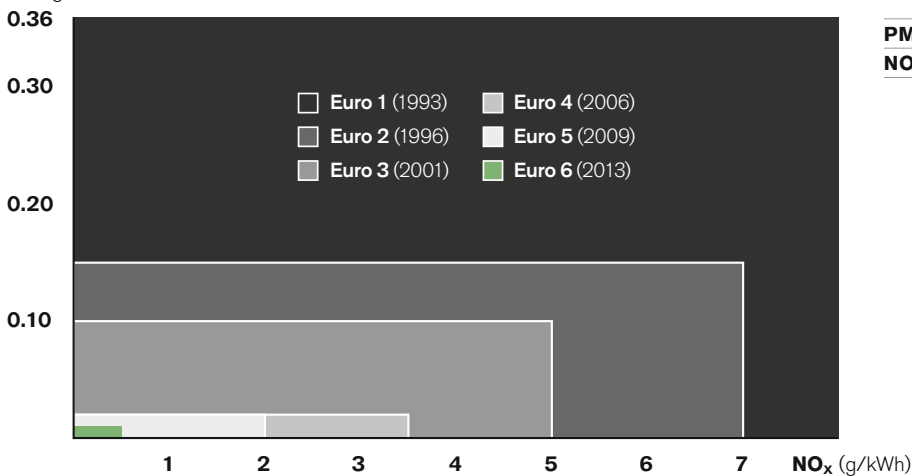 0.36
0.30
0.20
0.10
Euro 1 (1993)
Euro 2 (1996)
Euro 3 (2001)
Euro 4 (2006)
Euro 5 (2009)
Euro 6 (2013)
1 2 3 4 5 6 7 NOx (g/kWh)
PM
NO